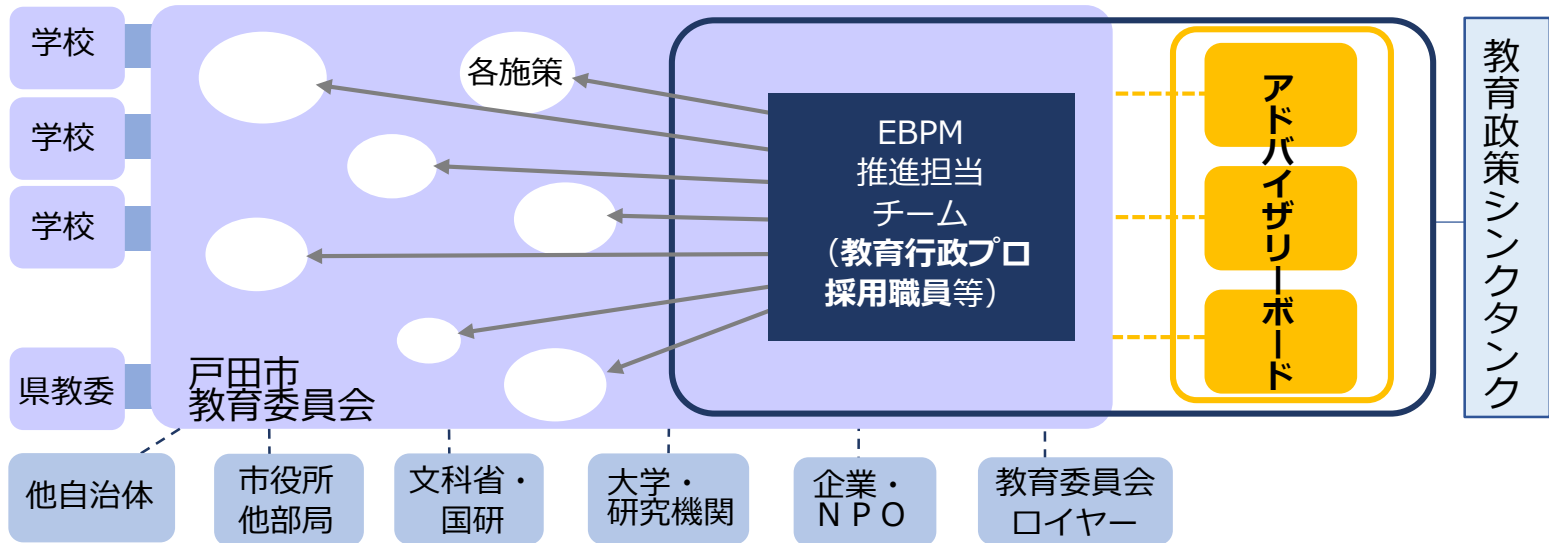 学校
学校
学校
県教委
各施策
戸田市
教育委員会
EBPM
推進担当
チーム
（教育行政プロ
採用職員等）
アドバイザリーボード
教育政策シンクタンク
他自治体
市役所
他部局
文科省・
国研
大学・
研究機関
企業・
ＮＰＯ
教育委員会
ロイヤー